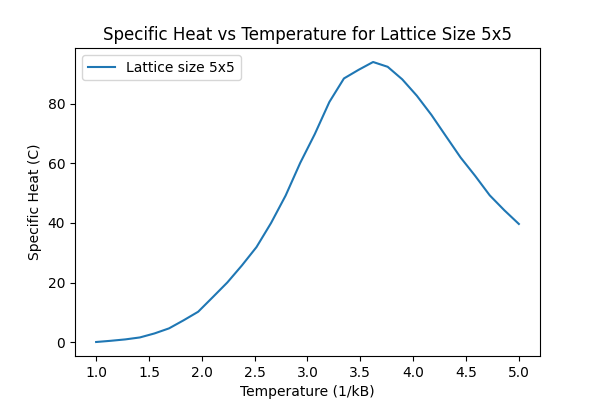 Specific Heat vs Temperature for Lattice Size 5x5
Lattice size 5x5
Specific Heat (C)
80
60
40
20
0
1.0 1.5 2.0 2.5 3.0 3.5 4.0 4.5 5.0
Temperature (1/kB)